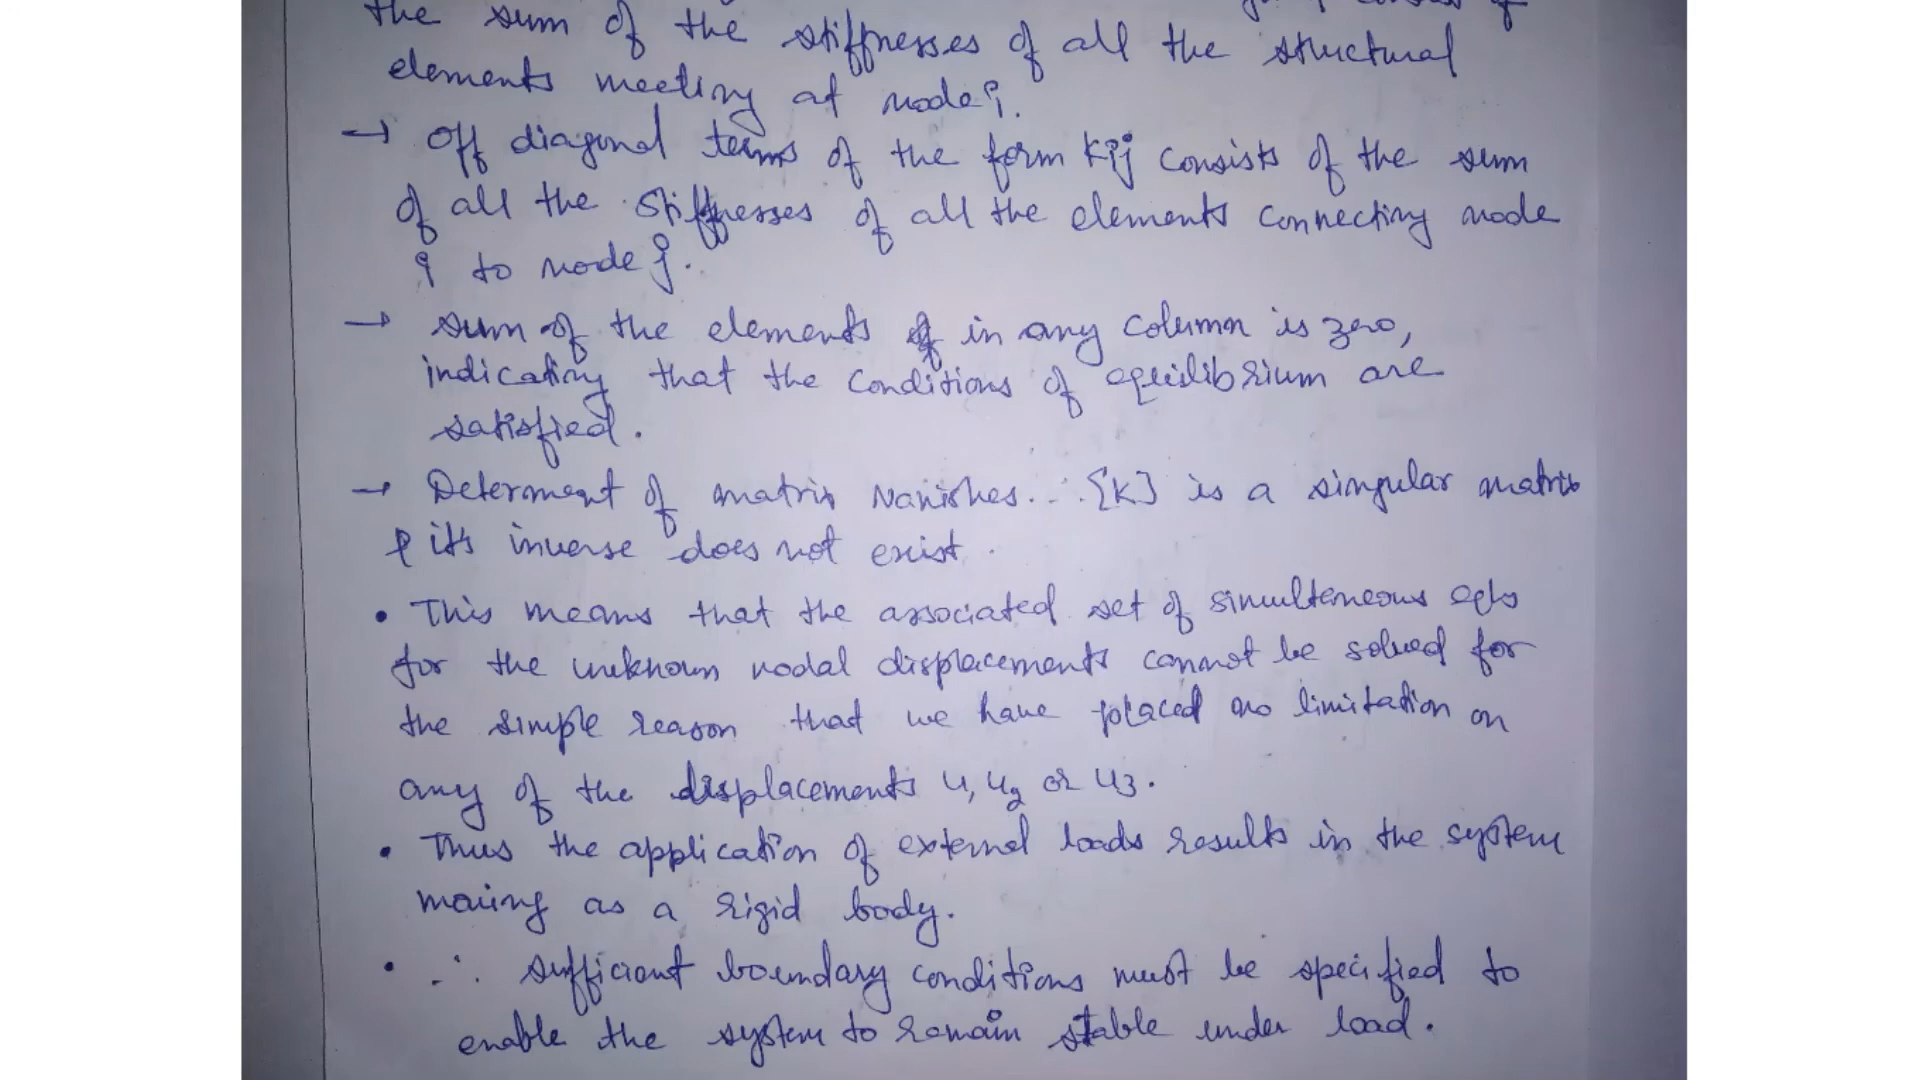 the sum of the stiffnesses of all the structural
elements meeting at node i.
→ Off diagonal terms of the form Kij consists of the sum
of all the stiffnesses of all the elements connecting node
i to node j.
→ sum of the elements in any column is zero,
indicating that the conditions of equilibrium are
satisfied.
→ Determent of matrix vanishes. ∴ [K] is a singular matrix
& it's inverse does not exist.
• This means that the associated set of simultaneous
for the unknown nodal displacements cannot be solved for
the simple reason that we have placed no limitation on
any of the displacements u1, u2 or u3.
• Thus the application of external loads results in the system
moving as a rigid body.
• ∴ sufficient boundary conditions must be specified to
enable the system to remain stable under load.